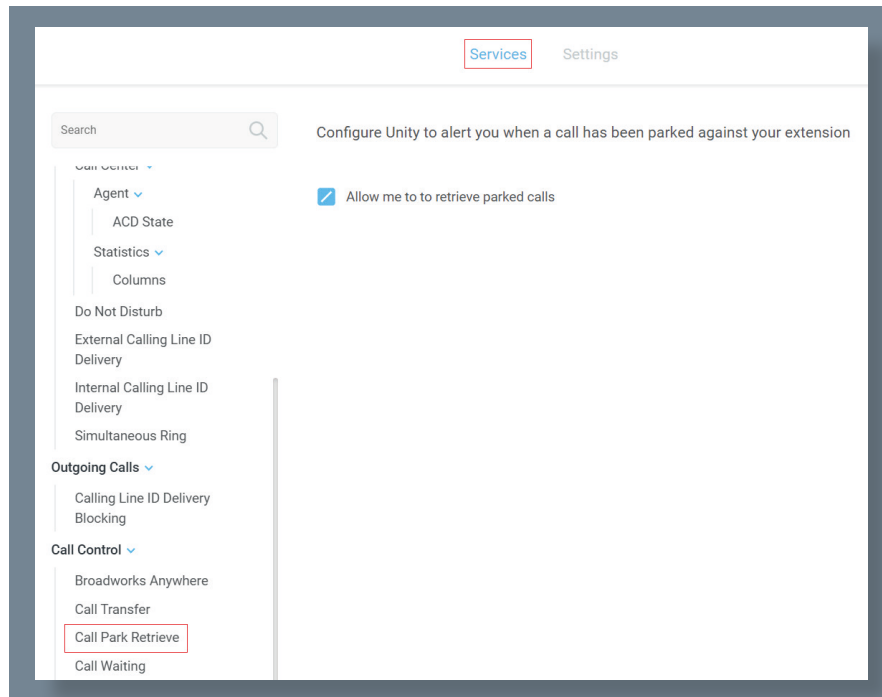 Services Settings
Search
Configure Unity to alert you when a call has been parked against your extension
Call Center
Agent
Allow me to to retrieve parked calls
ACD State
Statistics
Columns
Do Not Disturb
External Calling Line ID
Delivery
Internal Calling Line ID
Delivery
Simultaneous Ring
Outgoing Calls
Calling Line ID Delivery
Blocking
Call Control
Broadworks Anywhere
Call Transfer
Call Park Retrieve
Call Waiting